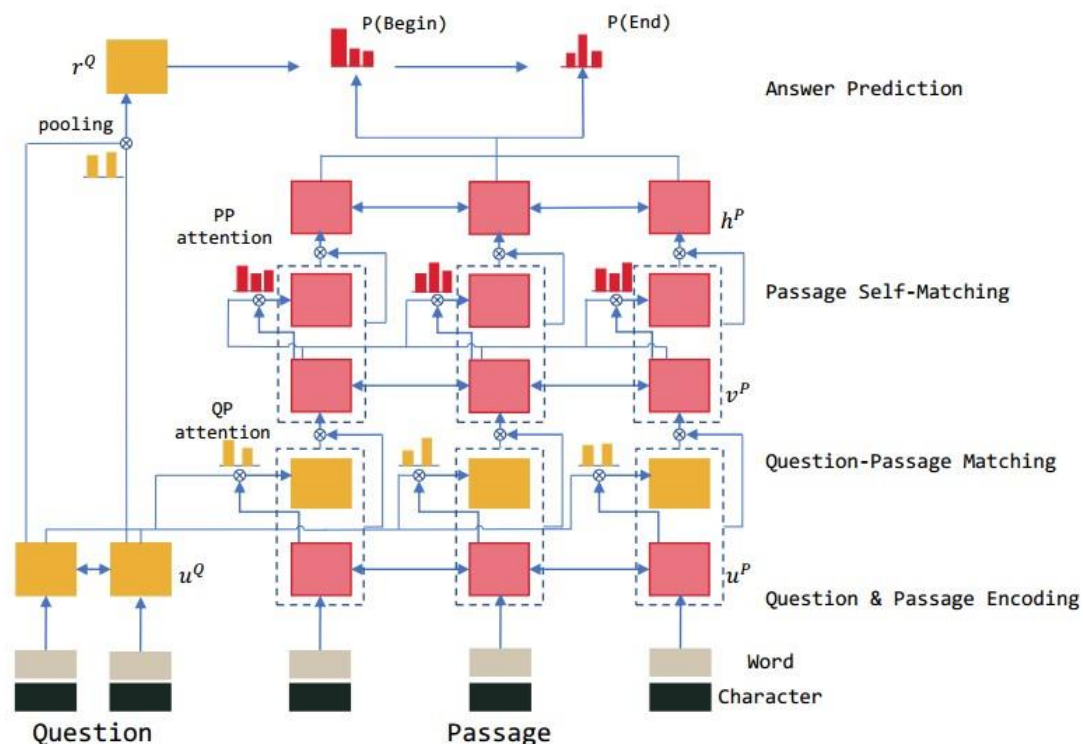 P(Begin)
P(End)
r^Q
Answer Prediction
pooling
PP
attention
h^P
Passage Self-Matching
v^P
QP
attention
Question-Passage Matching
u^Q
u^P
Question & Passage Encoding
Word
Character
Question
Passage